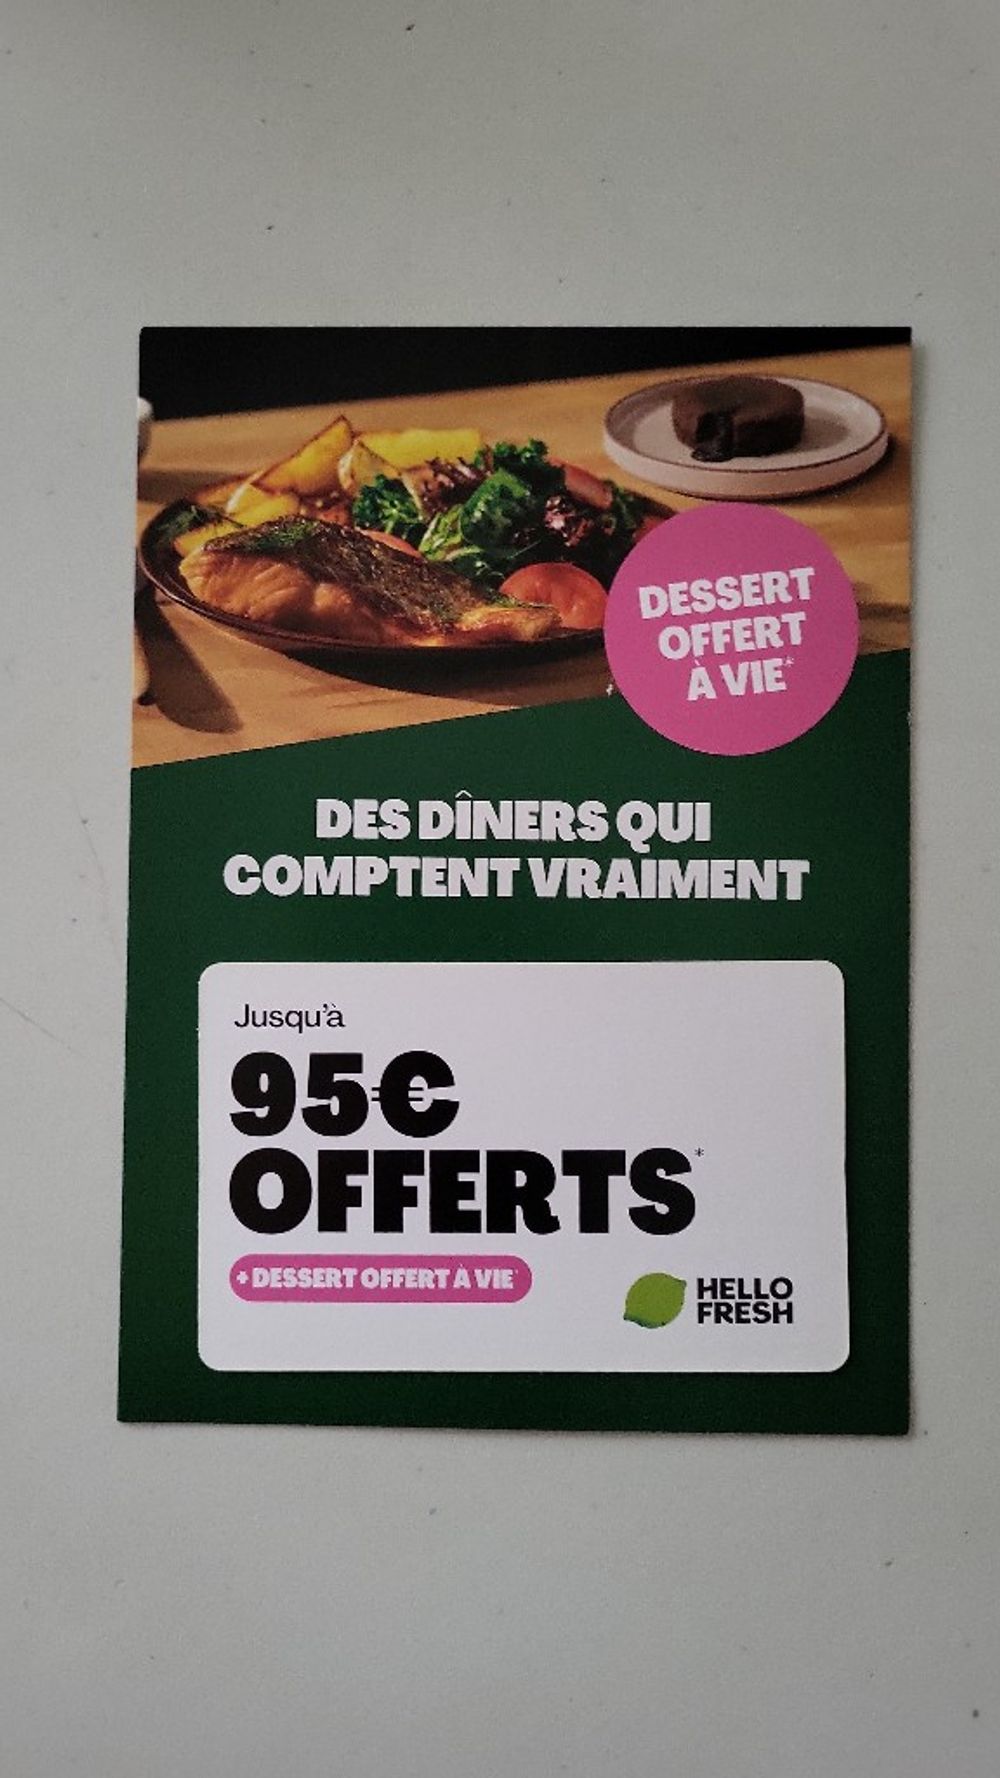 DESSERT
OFFERT
À VIE*
DES DÎNERS QUI
COMPTENT VRAIMENT
Jusqu'à
95€
OFFERTS*
+ DESSERT OFFERT À VIE*
HELLO
FRESH